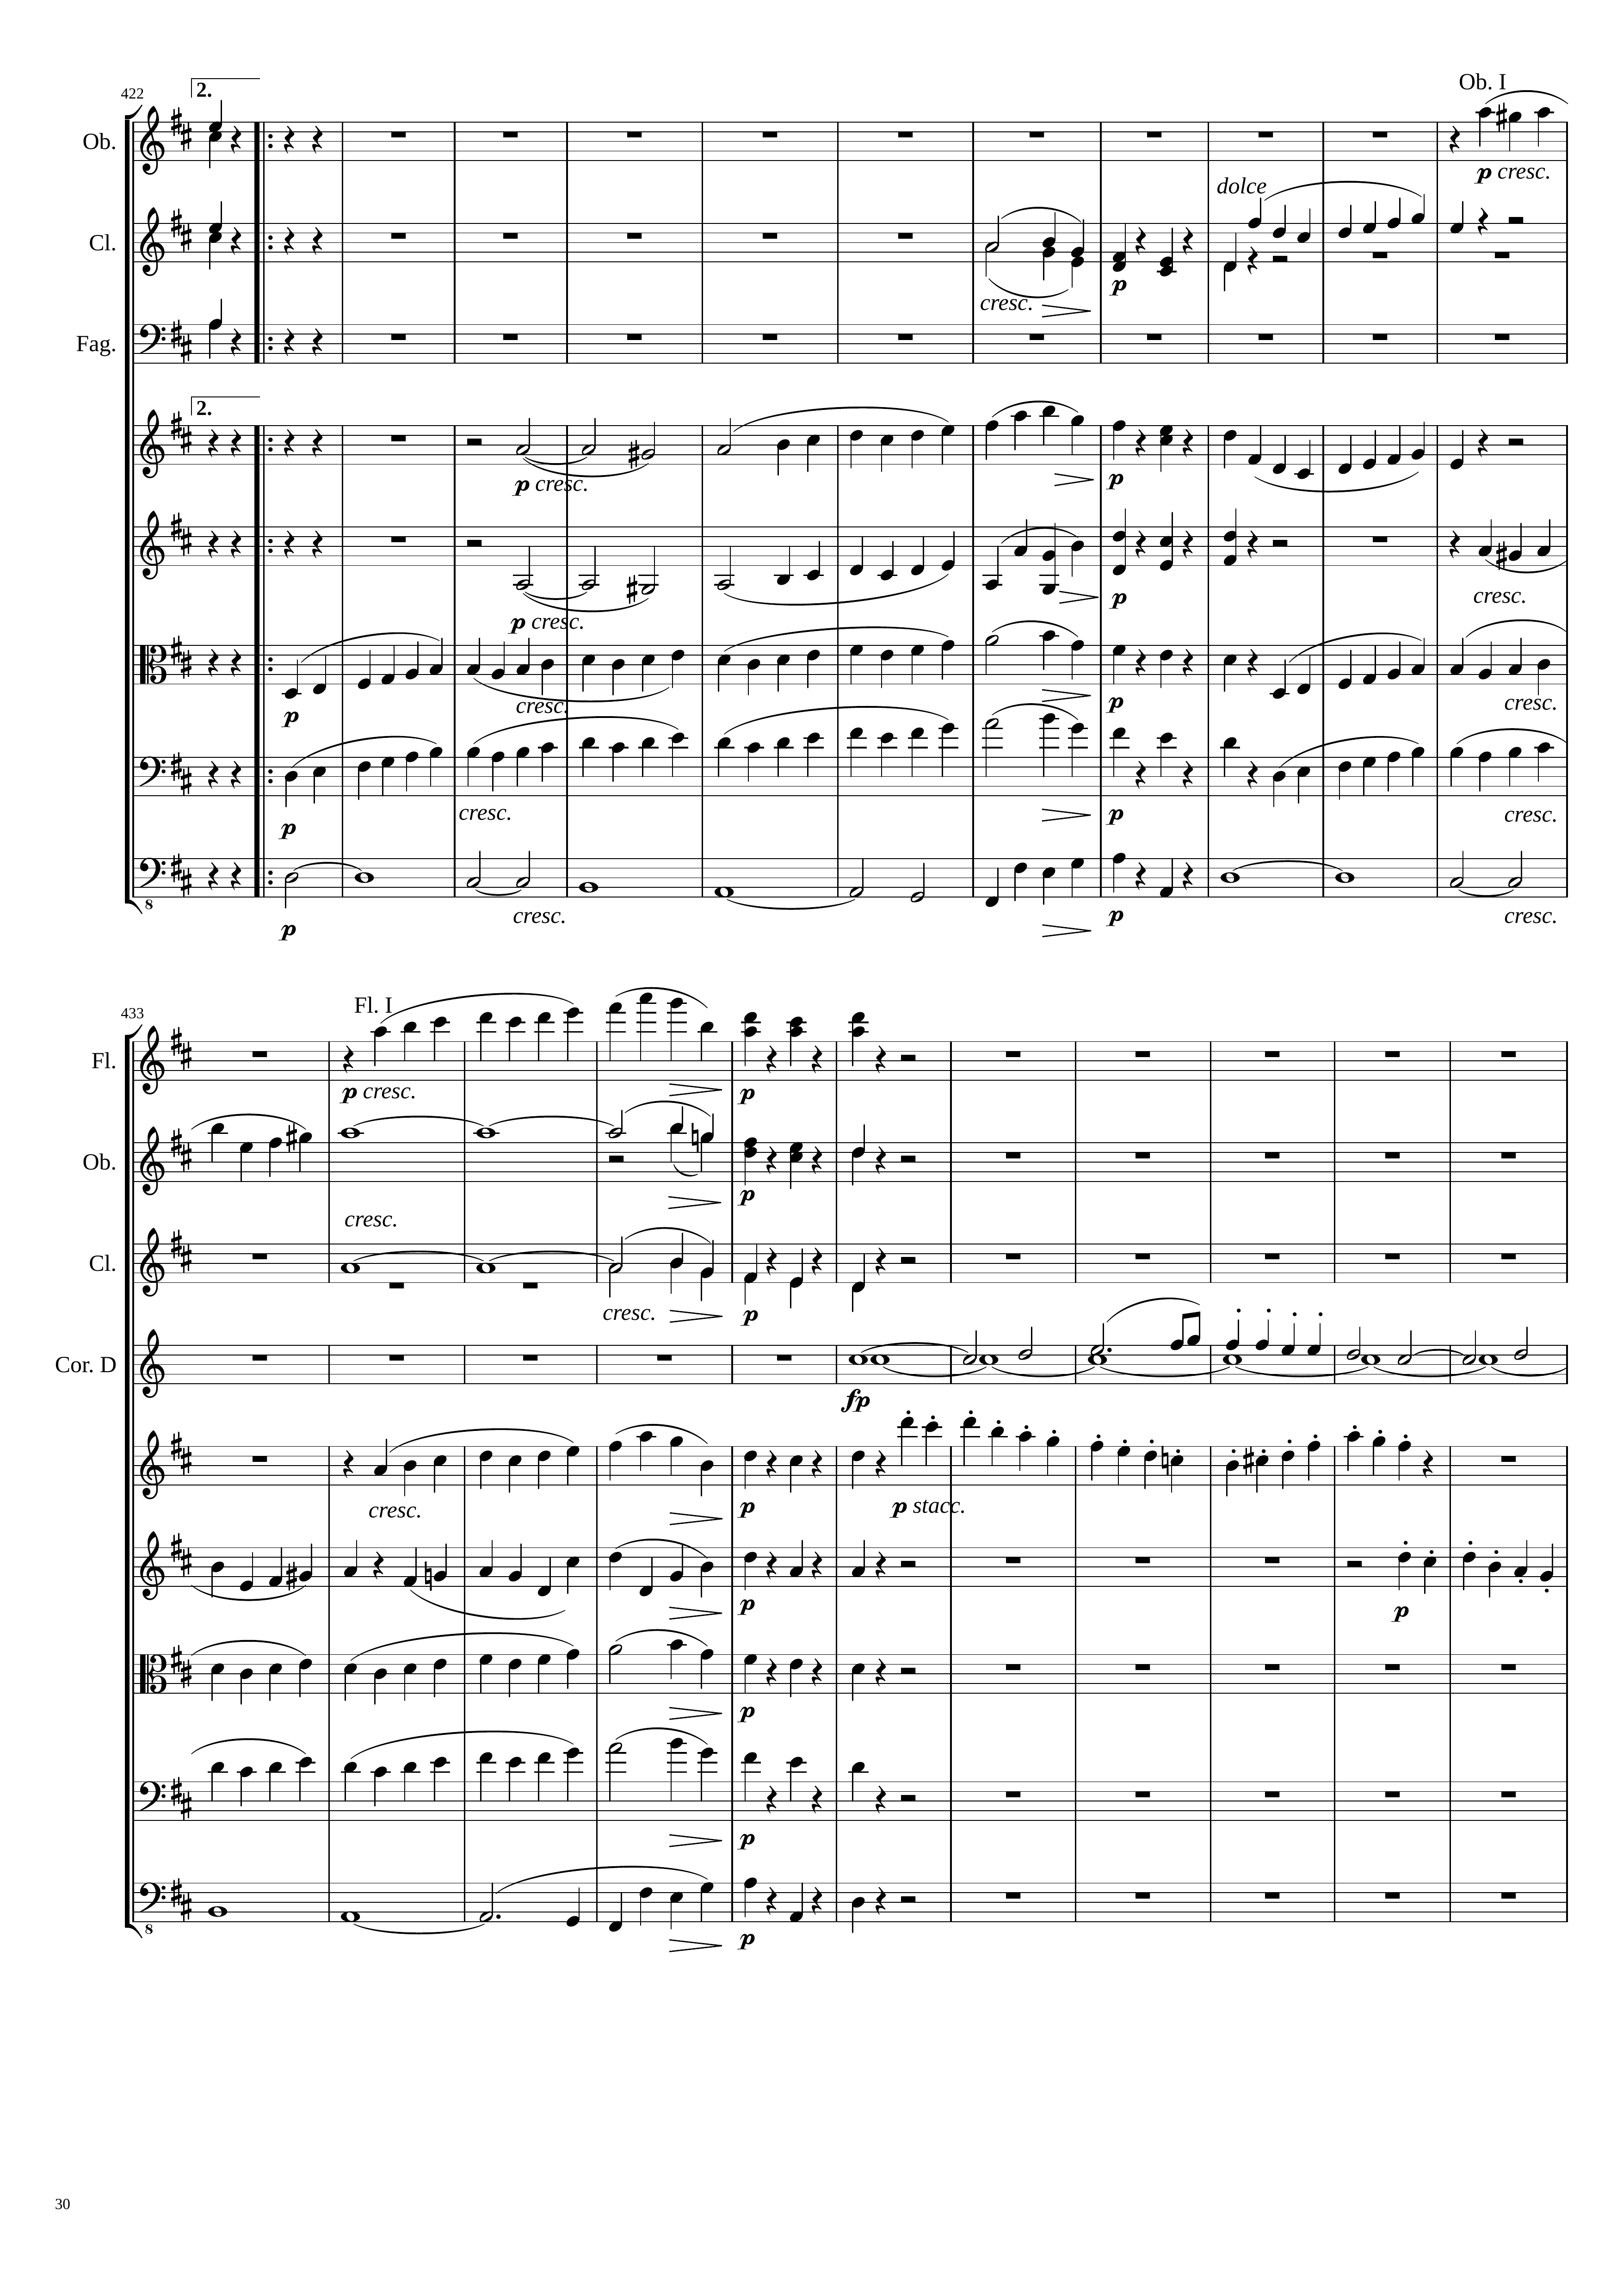 Ob. I
422
2.
Ob.
p cresc.
dolce
Cl.
cresc.
p
Fag.
2.
p cresc.
p
p cresc.
p
cresc.
p
cresc.
p
cresc.
p
cresc.
p
cresc.
p
8
p
cresc.
p
cresc.
433
Fl. I
Fl.
p cresc.
p
Ob.
p
cresc.
Cl.
cresc.
p
Cor. D
fp
cresc.
p
p stacc.
p
p
p
p
8
p
30